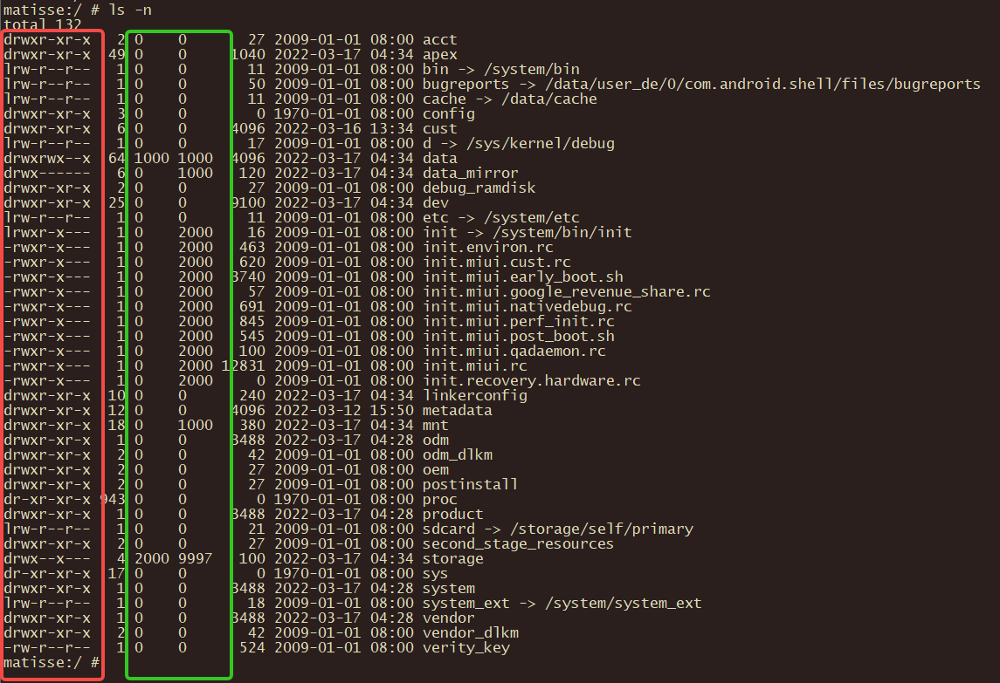 matisse:/ # ls -n
total 132
drwxr-xr-x 2 0 0 27 2009-01-01 08:00 acct
drwxr-xr-x 49 0 0 1040 2022-03-17 04:34 apex
lrw-r--r-- 1 0 0 11 2009-01-01 08:00 bin -> /system/bin
lrw-r--r-- 1 0 0 50 2009-01-01 08:00 bugreports -> /data/user_de/0/com.android.shell/files/bugreports
lrw-r--r-- 1 0 0 11 2009-01-01 08:00 cache -> /data/cache
drwxr-xr-x 3 0 0 0 1970-01-01 08:00 config
drwxr-xr-x 6 0 0 4096 2022-03-16 13:34 cust
lrw-r--r-- 1 0 0 17 2009-01-01 08:00 d -> /sys/kernel/debug
drwxrwx--x 64 1000 1000 4096 2022-03-17 04:34 data
drwx------ 6 0 1000 120 2022-03-17 04:34 data_mirror
drwxr-xr-x 2 0 0 27 2009-01-01 08:00 debug_ramdisk
drwxr-xr-x 25 0 0 9100 2022-03-17 04:34 dev
lrw-r--r-- 1 0 0 11 2009-01-01 08:00 etc -> /system/etc
lrwxr-x--- 1 0 2000 16 2009-01-01 08:00 init -> /system/bin/init
-rwxr-x--- 1 0 2000 463 2009-01-01 08:00 init.environ.rc
-rwxr-x--- 1 0 2000 620 2009-01-01 08:00 init.miui.cust.rc
-rwxr-x--- 1 0 2000 3740 2009-01-01 08:00 init.miui.early_boot.sh
-rwxr-x--- 1 0 2000 57 2009-01-01 08:00 init.miui.google_revenue_share.rc
-rwxr-x--- 1 0 2000 691 2009-01-01 08:00 init.miui.nativedebug.rc
-rwxr-x--- 1 0 2000 845 2009-01-01 08:00 init.miui.perf_init.rc
-rwxr-x--- 1 0 2000 545 2009-01-01 08:00 init.miui.post_boot.sh
-rwxr-x--- 1 0 2000 100 2009-01-01 08:00 init.miui.qadaemon.rc
-rwxr-x--- 1 0 2000 12831 2009-01-01 08:00 init.miui.rc
-rwxr-x--- 1 0 2000 0 2009-01-01 08:00 init.recovery.hardware.rc
drwxr-xr-x 10 0 0 240 2022-03-17 04:34 linkerconfig
drwxr-xr-x 12 0 0 4096 2022-03-12 15:50 metadata
drwxr-xr-x 18 0 1000 380 2022-03-17 04:34 mnt
drwxr-xr-x 1 0 0 3488 2022-03-17 04:28 odm
drwxr-xr-x 2 0 0 42 2009-01-01 08:00 odm_dlkm
drwxr-xr-x 2 0 0 27 2009-01-01 08:00 oem
drwxr-xr-x 2 0 0 27 2009-01-01 08:00 postinstall
dr-xr-xr-x 943 0 0 0 1970-01-01 08:00 proc
drwxr-xr-x 1 0 0 3488 2022-03-17 04:28 product
lrw-r--r-- 1 0 0 21 2009-01-01 08:00 sdcard -> /storage/self/primary
drwxr-xr-x 2 0 0 27 2009-01-01 08:00 second_stage_resources
drwx--x--- 4 2000 9997 100 2022-03-17 04:34 storage
dr-xr-xr-x 17 0 0 0 1970-01-01 08:00 sys
drwxr-xr-x 1 0 0 3488 2022-03-17 04:28 system
lrw-r--r-- 1 0 0 18 2009-01-01 08:00 system_ext -> /system/system_ext
drwxr-xr-x 1 0 0 3488 2022-03-17 04:28 vendor
drwxr-xr-x 2 0 0 42 2009-01-01 08:00 vendor_dlkm
-rw-r--r-- 1 0 0 524 2009-01-01 08:00 verity_key
matisse:/ #